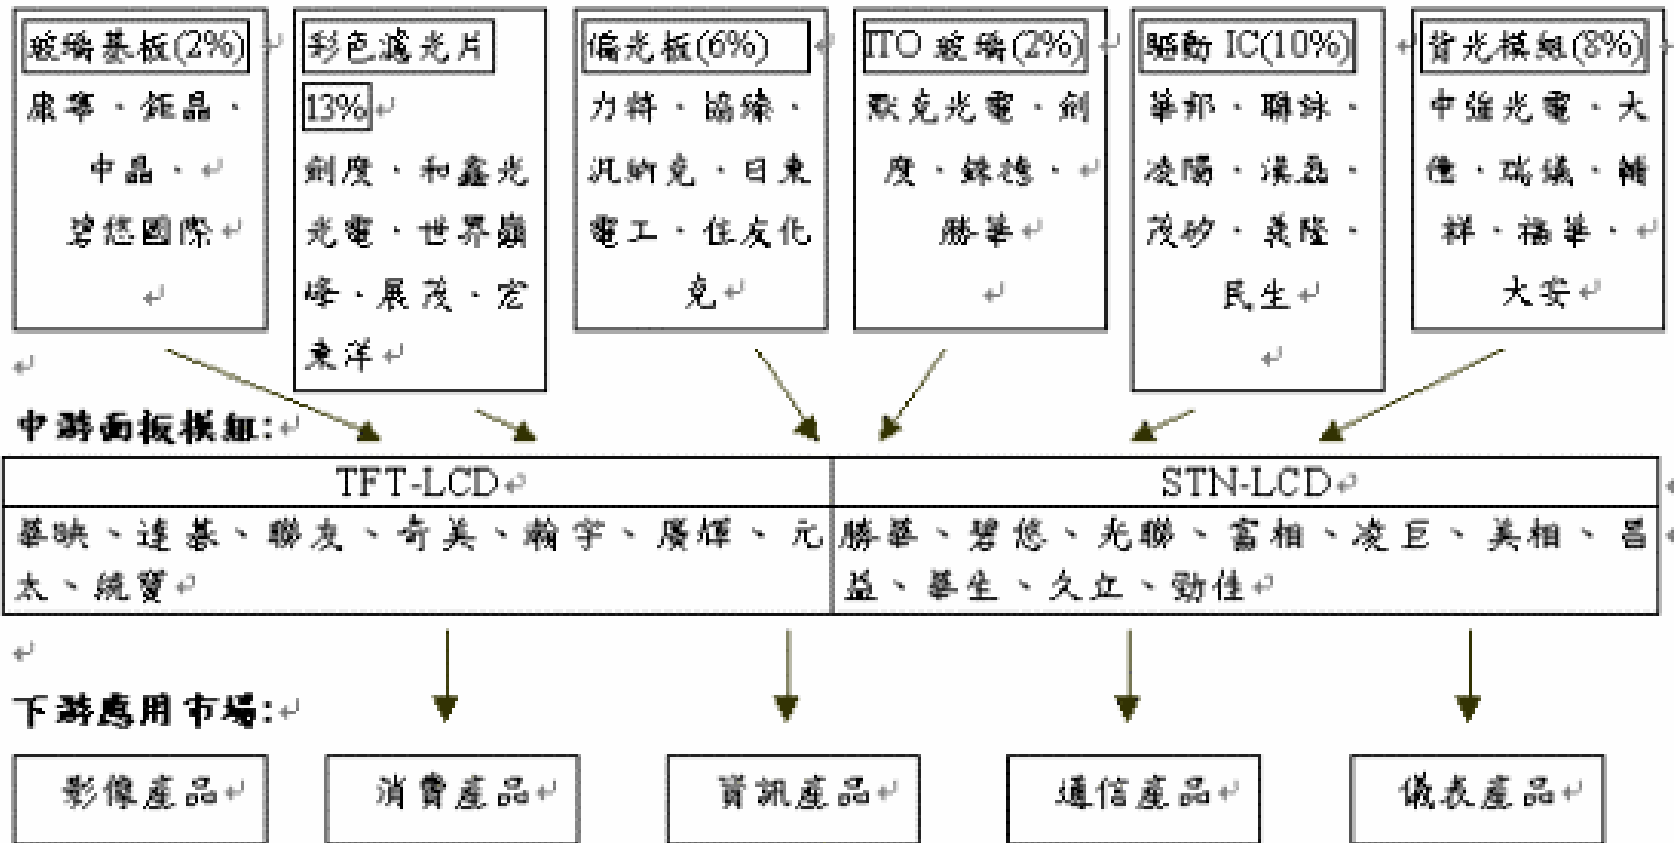 玻璃基板(2%)
康寧、鉅晶、
中晶、
碧悠國際
彩色濾光片
13%
劍度、和鑫光
光電、世界巔
峰、展茂、宏
東洋
偏光板(6%)
力特、協臻、
汎納克、日東
電工、住友化
克
ITO 玻璃(2%)
默克光電、劍
度、錸德、
勝華
驅動 IC(10%)
華邦、聯詠、
凌陽、漢磊、
茂矽、義隆、
民生
背光模組(8%)
中強光電、大
億、瑞儀、輔
祥、福華、
大安
中游面板模組:
TFT-LCD
華映、達碁、聯友、奇美、瀚宇、廣輝、元
太、統寶
STN-LCD
勝華、碧悠、光聯、富相、凌巨、美相、昌
益、華生、久立、勁佳
下游應用市場:
影像產品
消費產品
資訊產品
通信產品
儀表產品